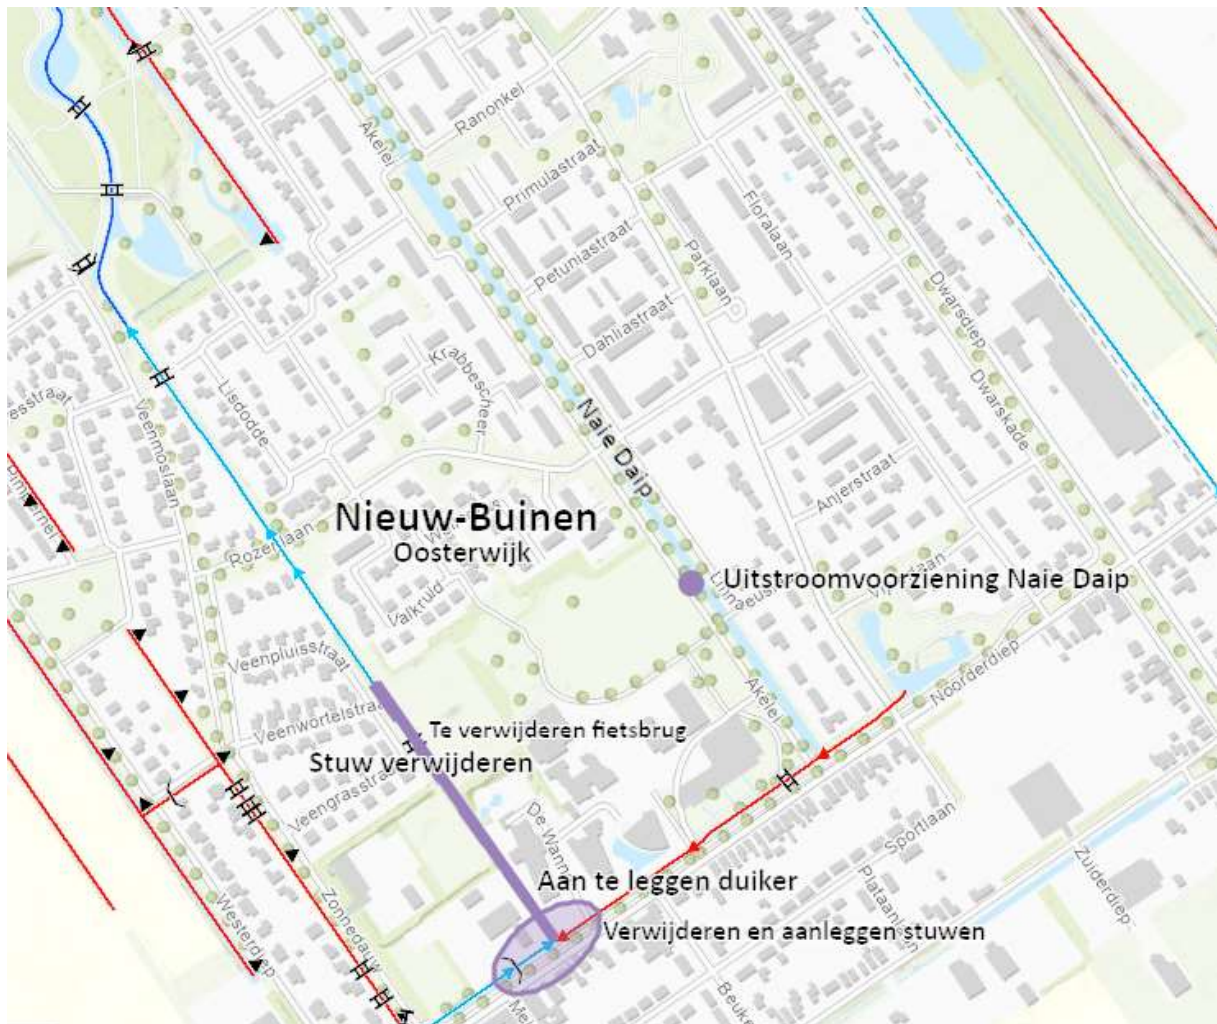 Ranonkel
Akelei
Primulastraat
Floralaan
Petuniastraat
Parklaan
Dwarsdiep
Dahliastraat
Krabbescheer
Lisdodde
Dwarskade
Veenmoslaan
Naie Daip
Anjerstraat
Nieuw-Buinen
Oosterwijk
Rozenlaan
Uitstroomvoorziening Naie Daip
Valkruid
Veenpluisstraat
Noorderdiep
Akelei
Te verwijderen fietsbrug
Stuw verwijderen
Veengrasstraat
De Wann
Sportlaan
Zuiderdiep
Aan te leggen duiker
Plataanlaan
Zonnedauw
Westerdiep
Verwijderen en aanleggen stuwen